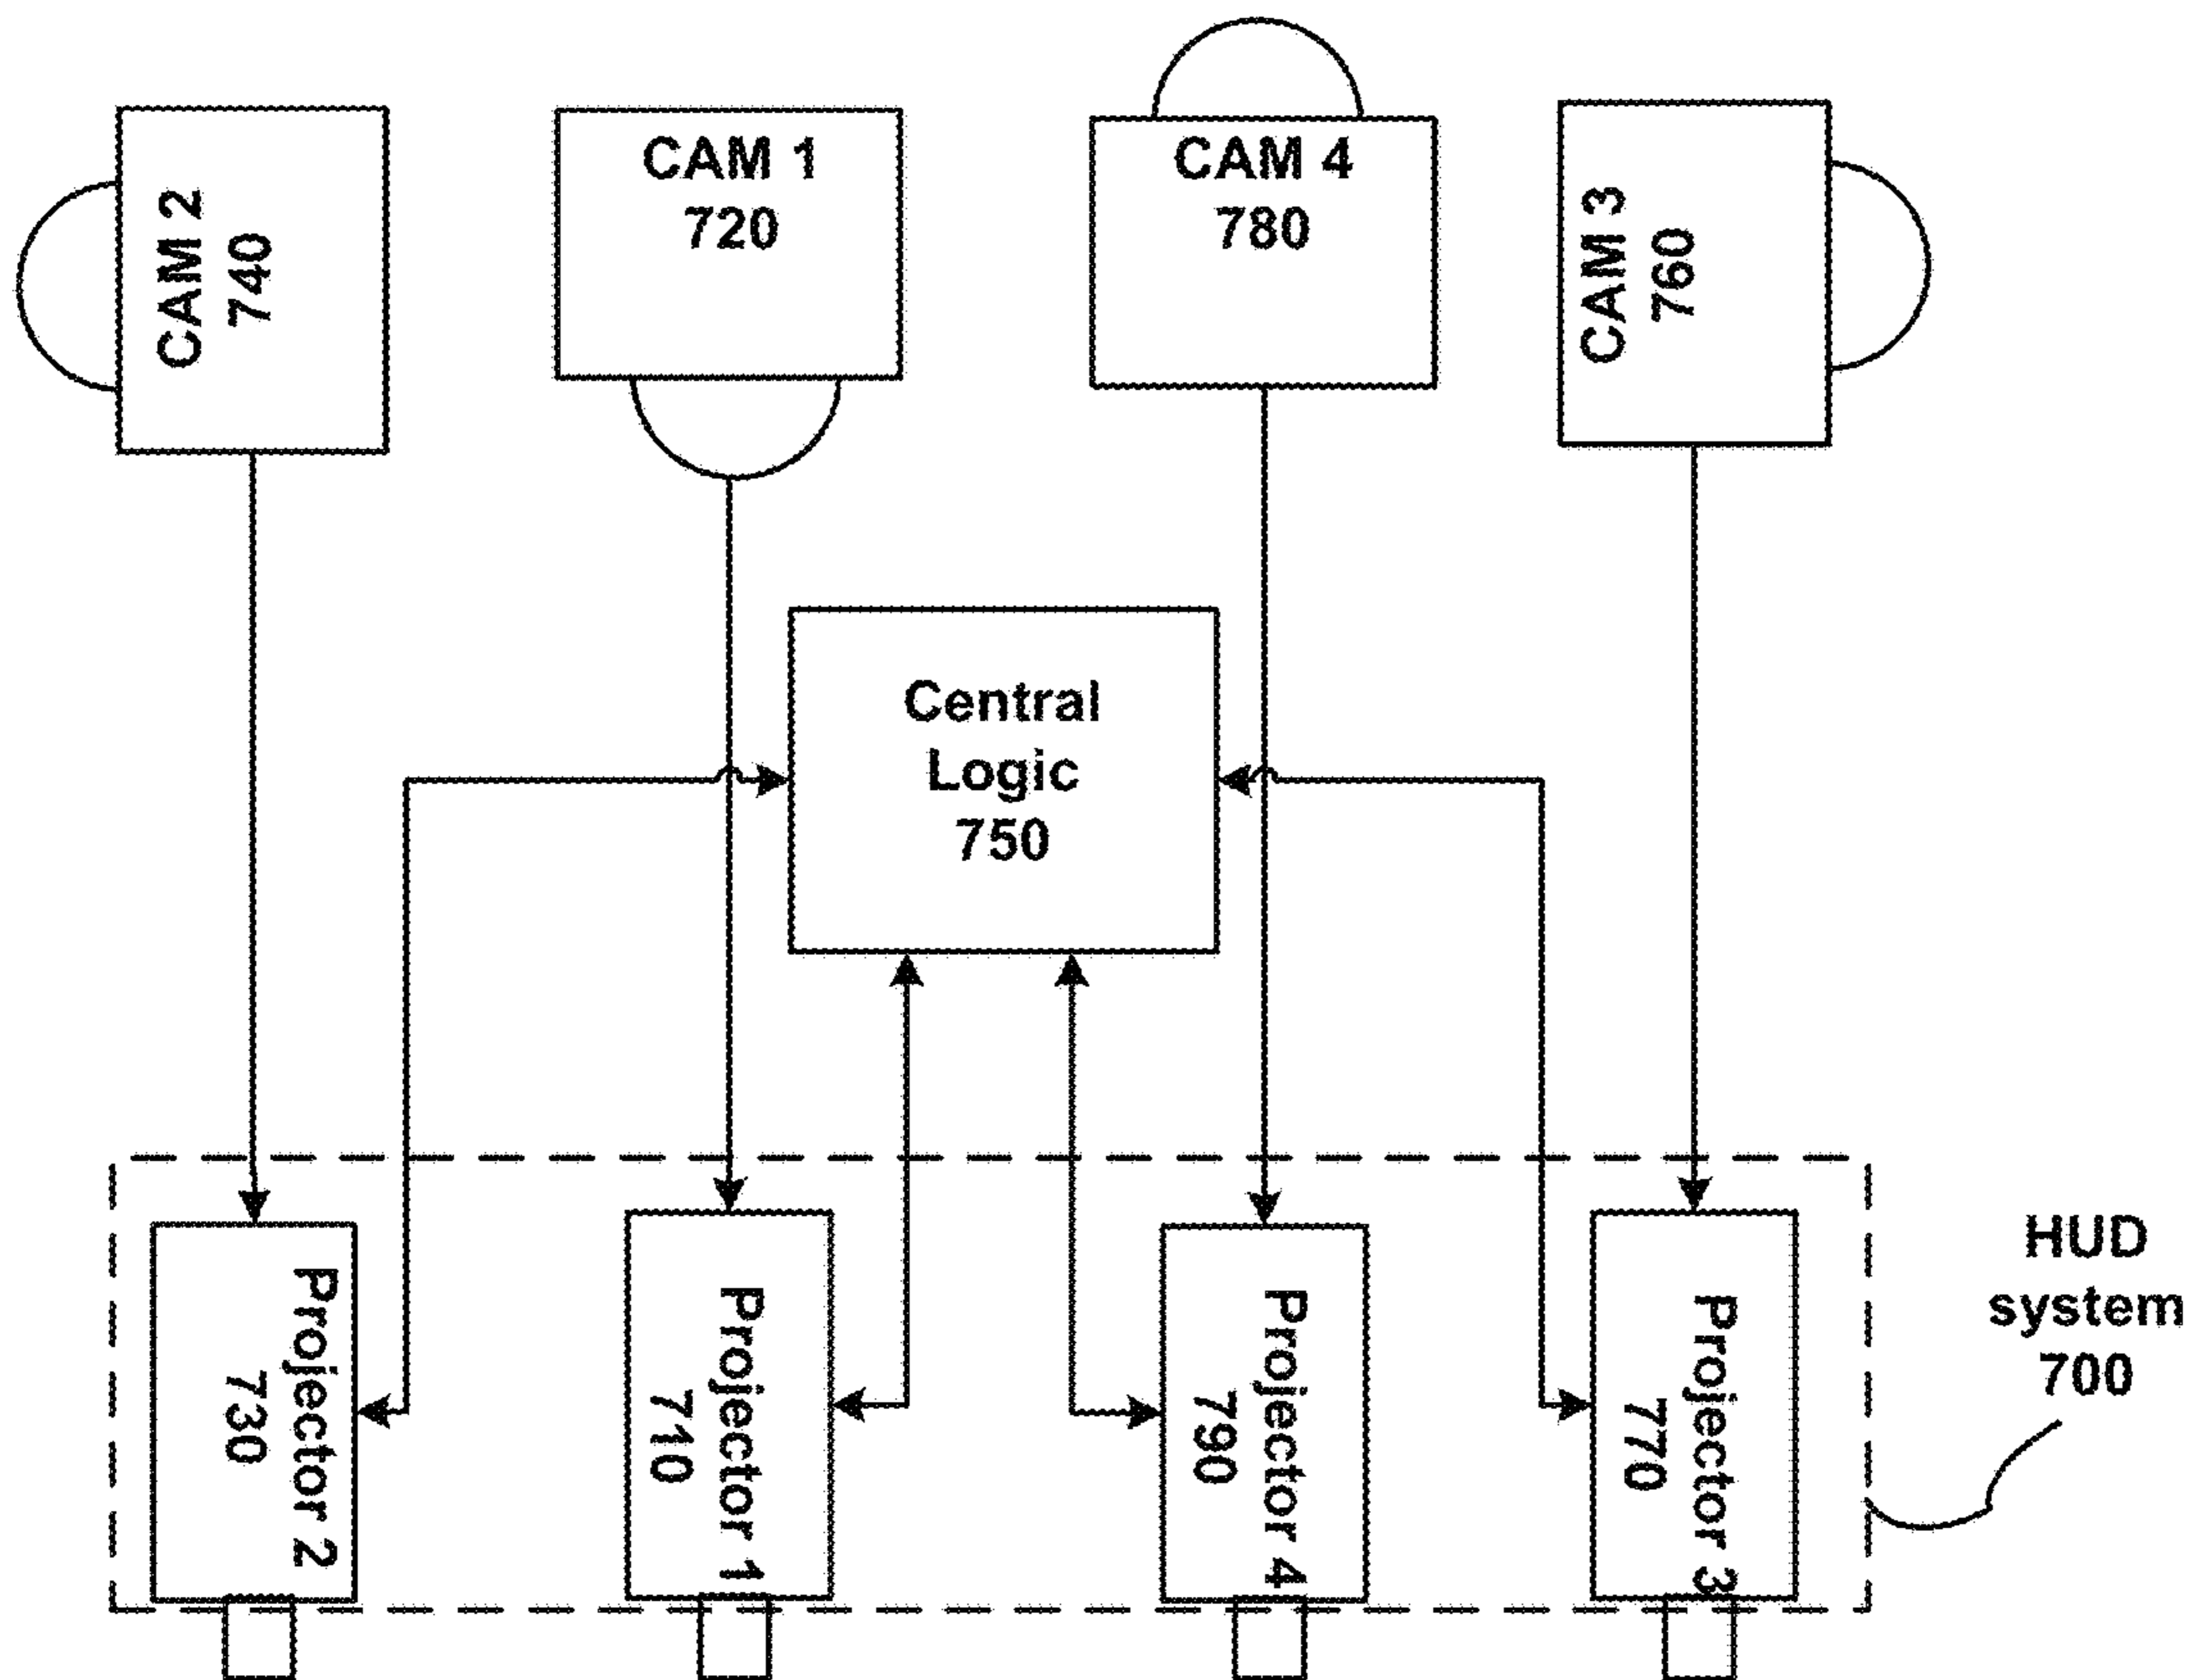 CAM 2
740
CAM 1
720
CAM 4
780
CAM 3
760
Central
Logic
750
Projector 2
730
Projector 1
710
Projector 4
790
Projector 3
770
HUD
system
700